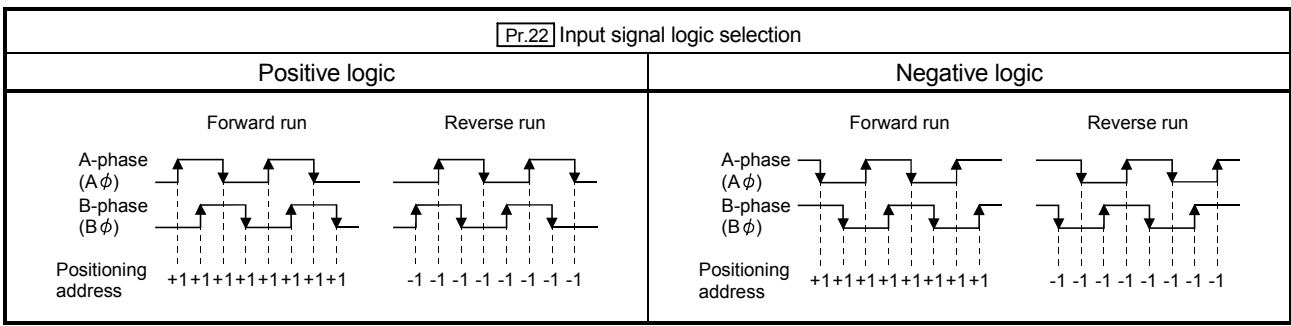 Pr.22 Input signal logic selection
Positive logic
Negative logic
Forward run
Reverse run
A-phase
(Aϕ)
B-phase
(Bϕ)
Positioning
address
+1+1+1+1+1+1+1+1
-1 -1 -1 -1 -1 -1 -1 -1
Forward run
Reverse run
A-phase
(Aϕ)
B-phase
(Bϕ)
Positioning
address
+1+1+1+1+1+1+1+1
-1 -1 -1 -1 -1 -1 -1 -1